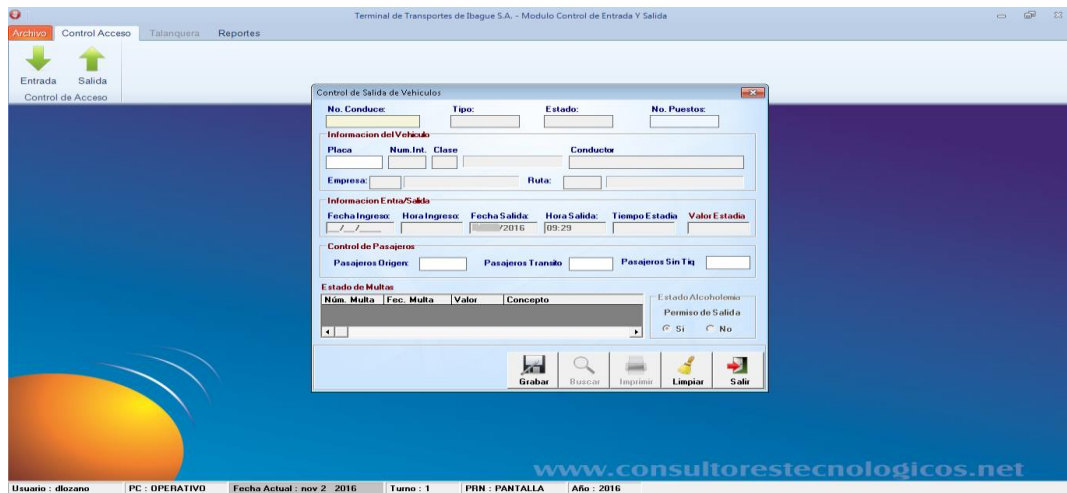 Terminal de Transportes de Ibague S.A. - Modulo Control de Entrada Y Salida
Archivo Control Acceso Talanquera Reportes
Entrada Salida
Control de Acceso
Control de Salida de Vehiculos
No. Conduce: Tipo: Estado: No. Puestos:
Informacion del Vehiculo
Placa Num.Int. Clase Conductor
Empresa: Ruta:
Informacion Entra/Salida
Fecha Ingreso: Hora Ingreso: Fecha Salida: Hora Salida: Tiempo Estadia Valor Estadia
__/__/____ /2016 09:29
Control de Pasajeros
Pasajeros Origen: Pasajeros Transito Pasajeros Sin Tiq
Estado de Multas
Núm. Multa Fec. Multa Valor Concepto
Estado Alcoholemia
Permiso de Salida
Si No
Grabar Buscar Imprimir Limpiar Salir
www.consultorestecnologicos.net
Usuario : dlozano PC : OPERATIVO Fecha Actual : nov 2 2016 Turno : 1 PRN : PANTALLA Año : 2016